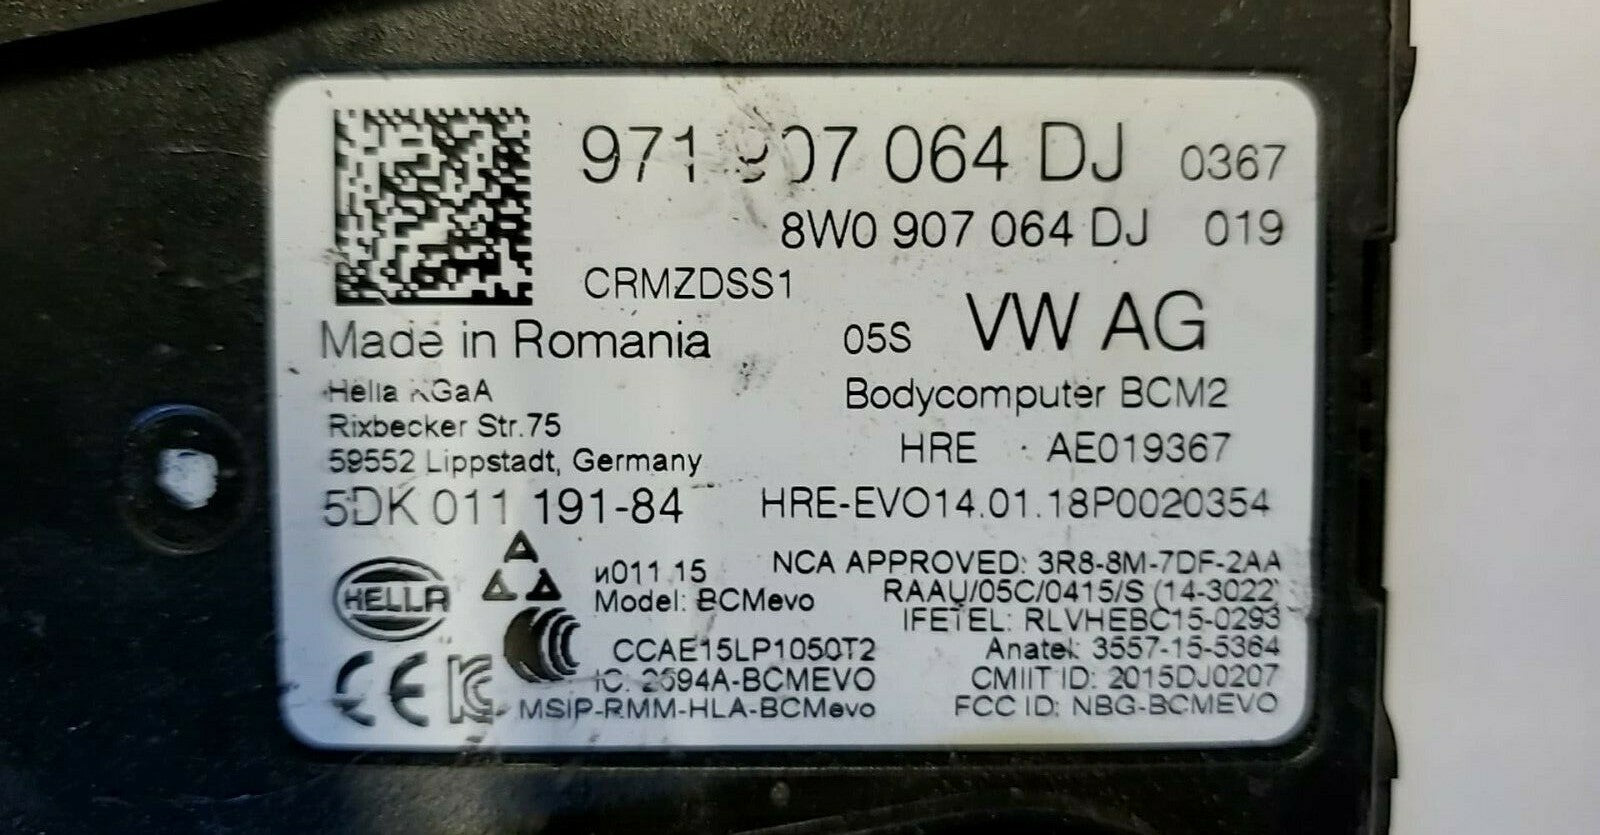 971 907 064 DJ 0367
8W0 907 064 DJ 019
CRMZDSS1
Made in Romania 05S VW AG
Hella KGaA Bodycomputer BCM2
Rixbecker Str.75
59552 Lippstadt, Germany HRE AE019367
5DK 011 191-84 HRE-EVO14.01.18P0020354
HELLA
И011 15 NCA APPROVED: 3R8-8M-7DF-2AA
Model: BCMevo RAAU/05C/0415/S (14-3022)
IFETEL: RLVHEBC15-0293
CCAE15LP1050T2 Anatel: 3557-15-5364
IC: 2694A-BCMEVO CMIIT ID: 2015DJ0207
CE MSIP-RMM-HLA-BCMevo FCC ID: NBG-BCMEVO